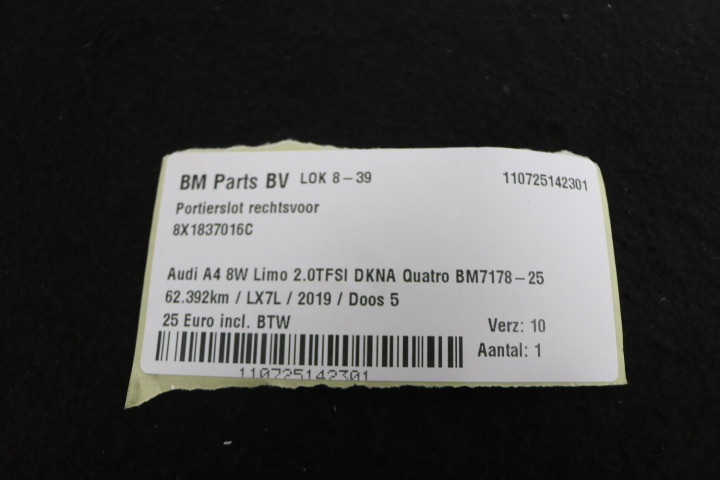 BM Parts BV LOK 8-39 110725142301
Portierslot rechtsvoor
8X1837016C
Audi A4 8W Limo 2.0TFSI DKNA Quatro BM7178-25
62.392km / LX7L / 2019 / Doos 5
25 Euro incl. BTW Verz: 10
Aantal: 1
110725142301